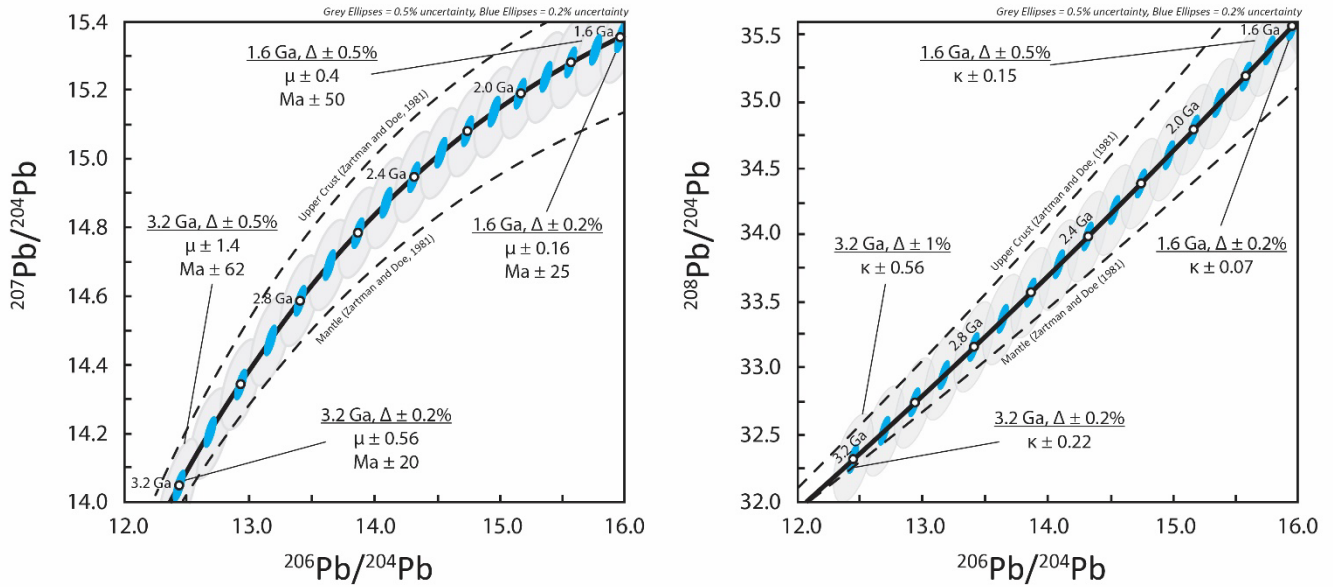 Grey Ellipses = 0.5% uncertainty, Blue Ellipses = 0.2% uncertainty
15.4
15.2
15.0
14.8
14.6
14.4
14.2
14.0
207Pb/204Pb
12.0
13.0
14.0
15.0
16.0
206Pb/204Pb
1.6 Ga, Δ ± 0.5%
μ ± 0.4
Ma ± 50
1.6 Ga
2.0 Ga
2.4 Ga
2.8 Ga
3.2 Ga
Upper Crust (Zartman and Doe, 1981)
Mantle (Zartman and Doe, 1981)
3.2 Ga, Δ ± 0.5%
μ ± 1.4
Ma ± 62
1.6 Ga, Δ ± 0.2%
μ ± 0.16
Ma ± 25
3.2 Ga, Δ ± 0.2%
μ ± 0.56
Ma ± 20
Grey Ellipses = 0.5% uncertainty, Blue Ellipses = 0.2% uncertainty
35.5
35.0
34.5
34.0
33.5
33.0
32.5
32.0
208Pb/204Pb
12.0
13.0
14.0
15.0
16.0
206Pb/204Pb
1.6 Ga, Δ ± 0.5%
κ ± 0.15
1.6 Ga
2.0 Ga
2.4 Ga
2.8 Ga
3.2 Ga
Upper Crust (Zartman and Doe, (1981)
Mantle (Zartman and Doe (1981)
3.2 Ga, Δ ± 1%
κ ± 0.56
1.6 Ga, Δ ± 0.2%
κ ± 0.07
3.2 Ga, Δ ± 0.2%
κ ± 0.22